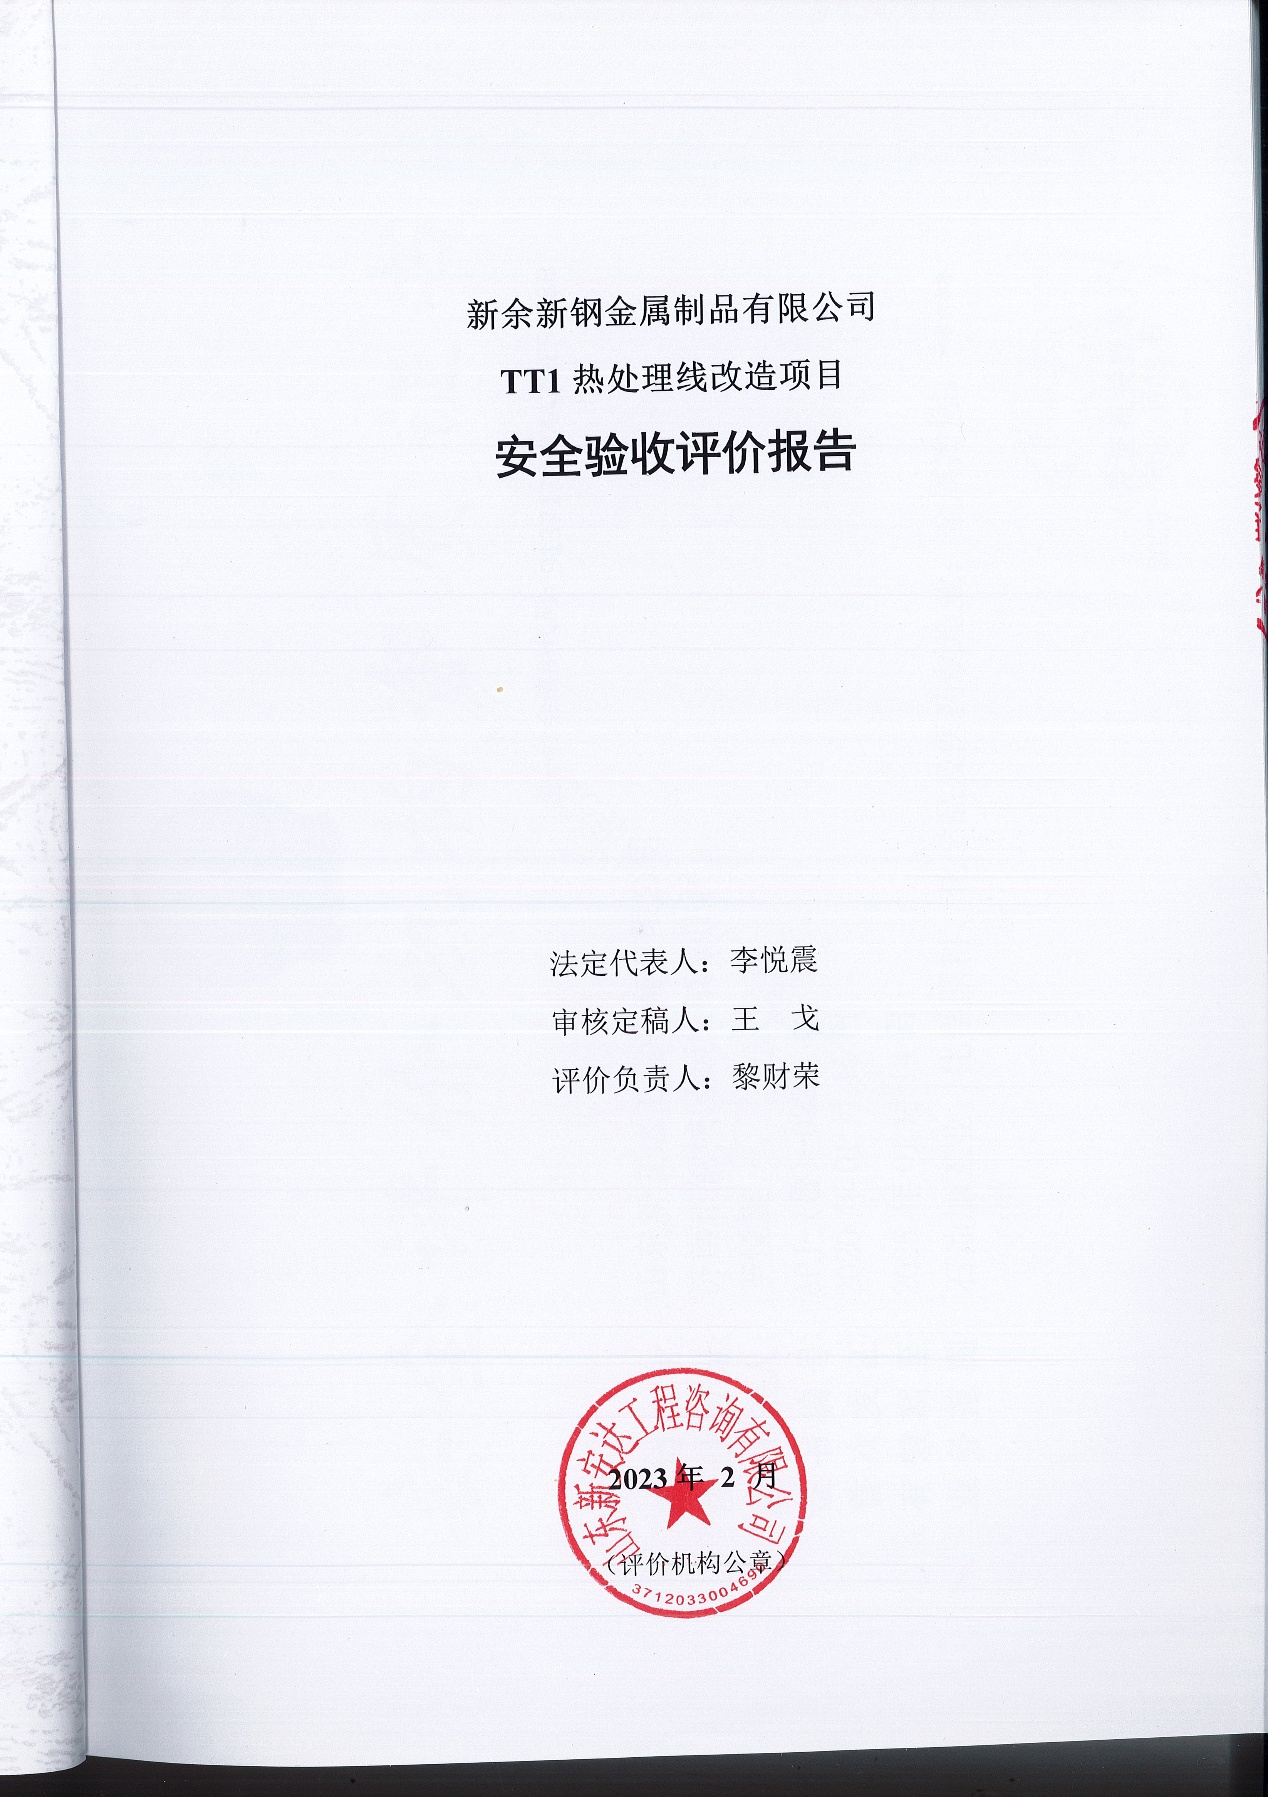 新余新钢金属制品有限公司
TT1 热处理线改造项目
安全验收评价报告
法定代表人：李悦震
审核定稿人：王 戈
评价负责人：黎财荣
山东新安达工程咨询有限公司
2023 年 2 月
（评价机构公章）